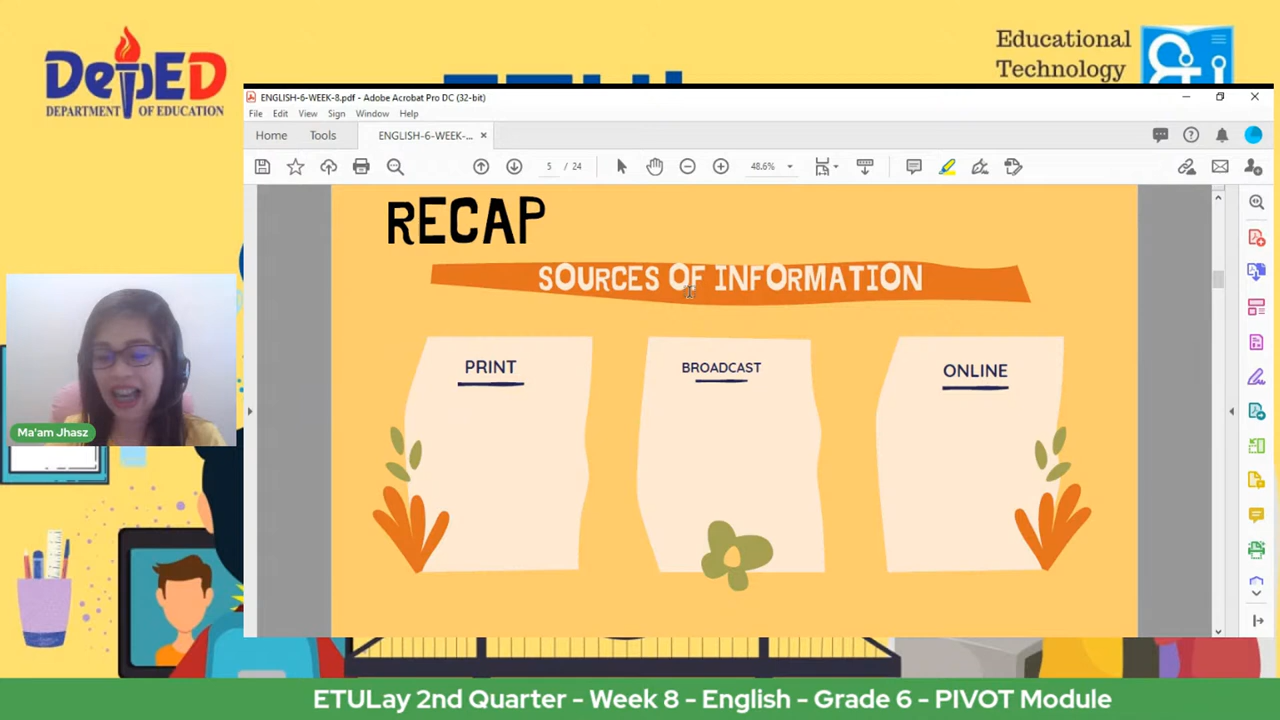 DepED
DEPARTMENT OF EDUCATION
Educational
Technology
ENGLISH-6-WEEK-8.pdf - Adobe Acrobat Pro DC (32-bit)
File Edit View Sign Window Help
Home Tools ENGLISH-6-WEEK-... ×
5 / 24 48.6%
RECAP
SOURCES OF INFORMATION
PRINT
BROADCAST
ONLINE
Ma'am Jhasz
ETULay 2nd Quarter - Week 8 - English - Grade 6 - PIVOT Module